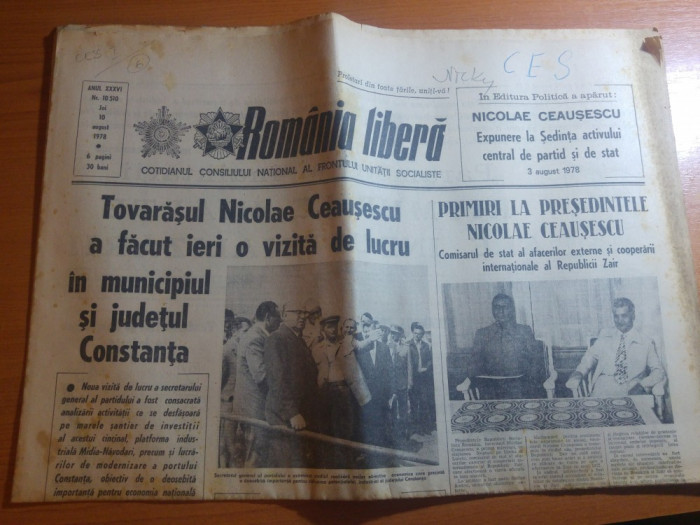 Nicky CES
Proletari din toate țările, uniți-vă!
ANUL XXXVI
Nr. 10 510
Joi
10
august
1978
6 pagini
30 bani
România liberă
COTIDIANUL CONSILIULUI NAȚIONAL AL FRONTULUI UNITĂȚII SOCIALISTE
În Editura Politică a apărut:
NICOLAE CEAUȘESCU
Expunere la Ședința activului
central de partid și de stat
3 august 1978
Tovarășul Nicolae Ceaușescu
a făcut ieri o vizită de lucru
în municipiul
și județul
Constanța
● Noua vizită de lucru a secretarului
general al partidului a fost consacrată
analizării activității ce se desfășoară
pe marele șantier de investiții
al acestui cincinal, platforma indus-
trială Midia-Năvodari, precum și lucră-
rilor de modernizare a portului
Constanța, obiectiv de o deosebită
importanță pentru economia națională
PRIMIRI LA PREȘEDINTELE
NICOLAE CEAUȘESCU
Comisarul de stat al afacerilor externe și cooperării
internaționale al Republicii Zair